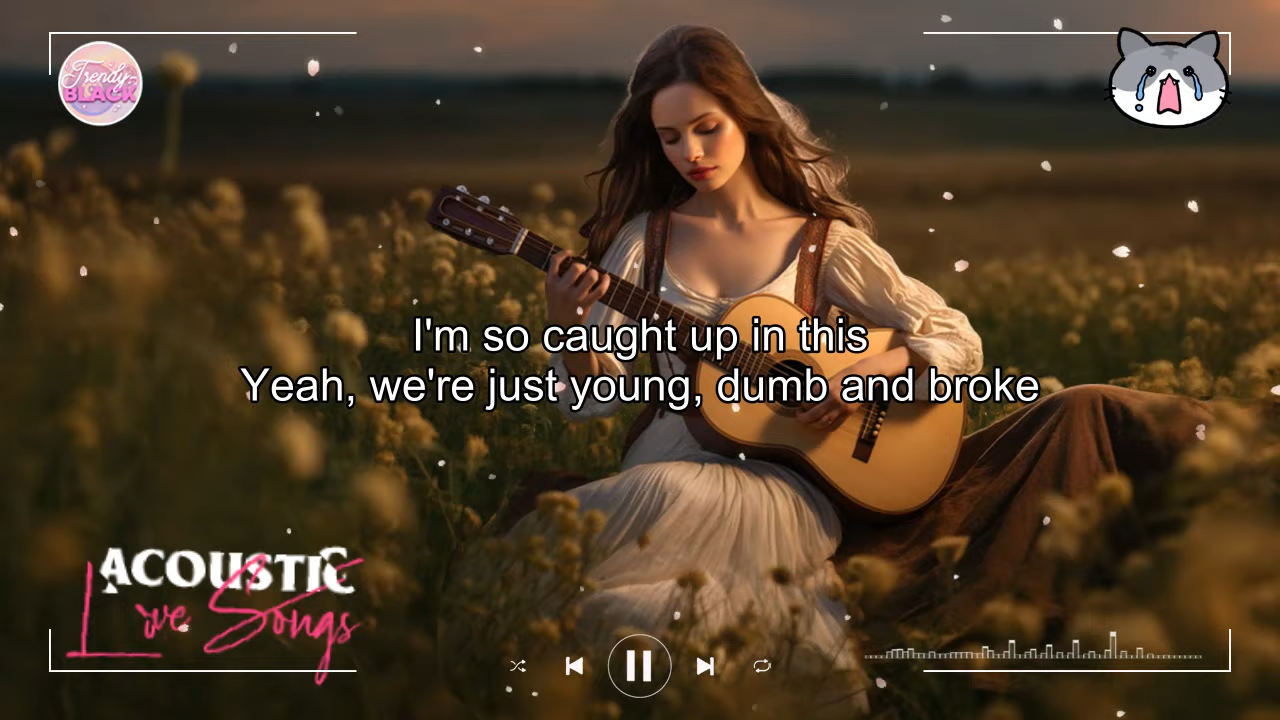 Trendy
BLACK
I'm so caught up in this
Yeah, we're just young, dumb and broke
ACOUSTIC
Love Songs